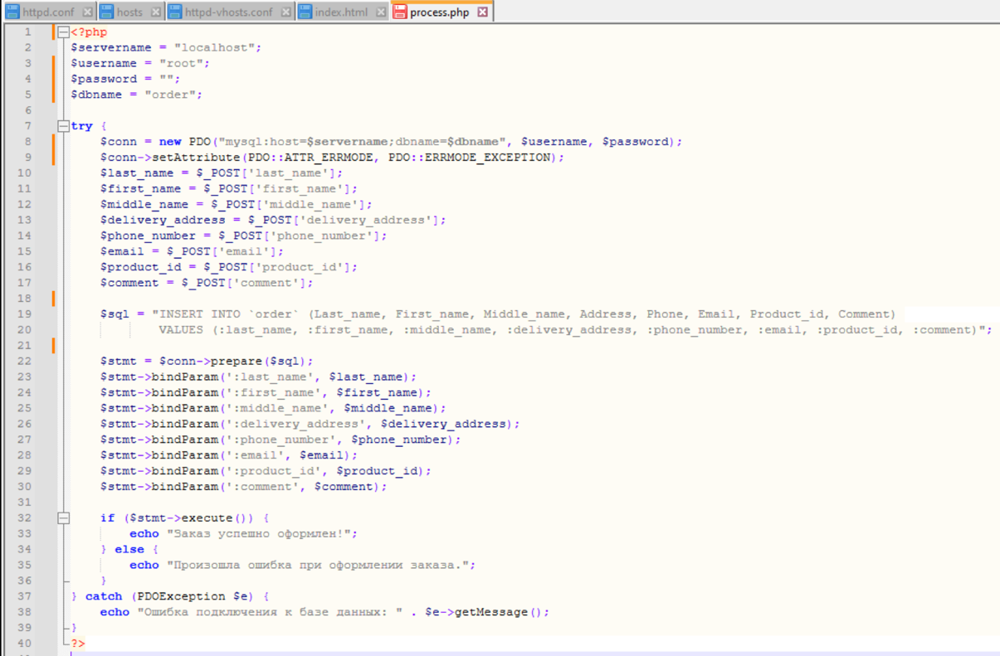 httpd.conf hosts httpd-vhosts.conf index.html process.php
1 <?php
2 $servername = "localhost";
3 $username = "root";
4 $password = "";
5 $dbname = "order";
6
7 try {
8 $conn = new PDO("mysql:host=$servername;dbname=$dbname", $username, $password);
9 $conn->setAttribute(PDO::ATTR_ERRMODE, PDO::ERRMODE_EXCEPTION);
10 $last_name = $_POST['last_name'];
11 $first_name = $_POST['first_name'];
12 $middle_name = $_POST['middle_name'];
13 $delivery_address = $_POST['delivery_address'];
14 $phone_number = $_POST['phone_number'];
15 $email = $_POST['email'];
16 $product_id = $_POST['product_id'];
17 $comment = $_POST['comment'];
18
19 $sql = "INSERT INTO `order` (Last_name, First_name, Middle_name, Address, Phone, Email, Product_id, Comment)
20 VALUES (:last_name, :first_name, :middle_name, :delivery_address, :phone_number, :email, :product_id, :comment)";
21
22 $stmt = $conn->prepare($sql);
23 $stmt->bindParam(':last_name', $last_name);
24 $stmt->bindParam(':first_name', $first_name);
25 $stmt->bindParam(':middle_name', $middle_name);
26 $stmt->bindParam(':delivery_address', $delivery_address);
27 $stmt->bindParam(':phone_number', $phone_number);
28 $stmt->bindParam(':email', $email);
29 $stmt->bindParam(':product_id', $product_id);
30 $stmt->bindParam(':comment', $comment);
31
32 if ($stmt->execute()) {
33 echo "Заказ успешно оформлен!";
34 } else {
35 echo "Произошла ошибка при оформлении заказа.";
36 }
37 } catch (PDOException $e) {
38 echo "Ошибка подключения к базе данных: " . $e->getMessage();
39 }
40 ?>